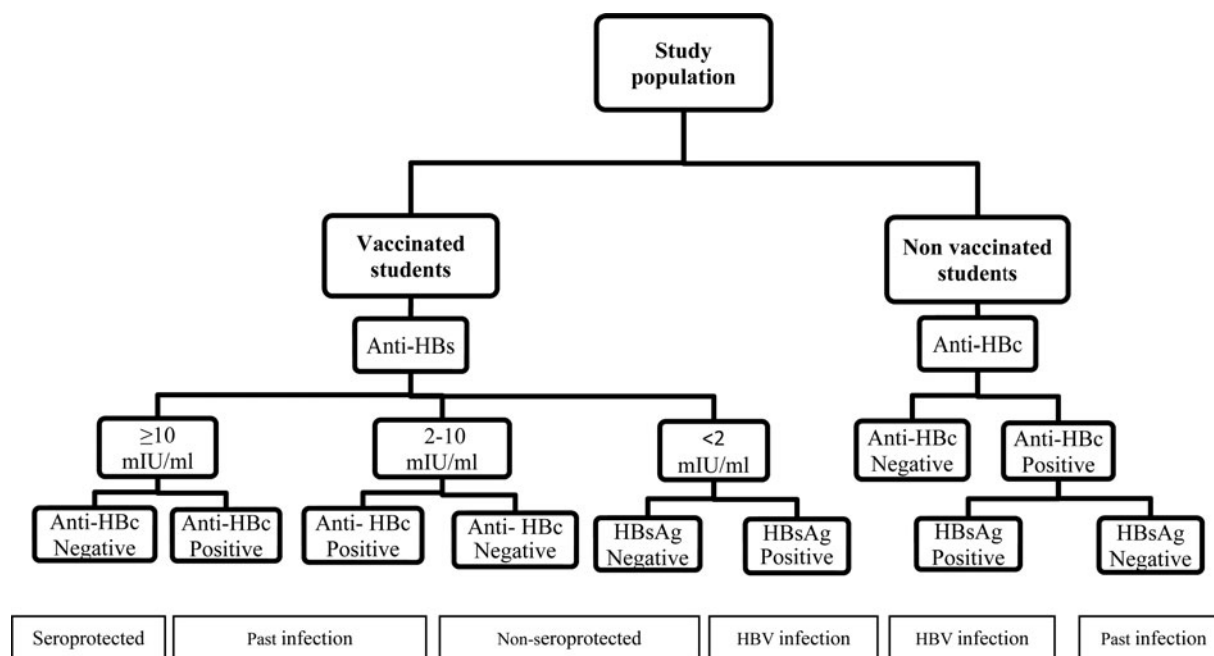 Study
population
Vaccinated
students
Non vaccinated
students
Anti-HBs
Anti-HBc
≥10
mIU/ml
2-10
mIU/ml
<2
mIU/ml
Anti-HBc
Negative
Anti-HBc
Positive
Anti-HBc
Negative
Anti-HBc
Positive
Anti- HBc
Positive
Anti- HBc
Negative
HBsAg
Negative
HBsAg
Positive
HBsAg
Positive
HBsAg
Negative
Seroprotected
Past infection
Non-seroprotected
HBV infection
HBV infection
Past infection